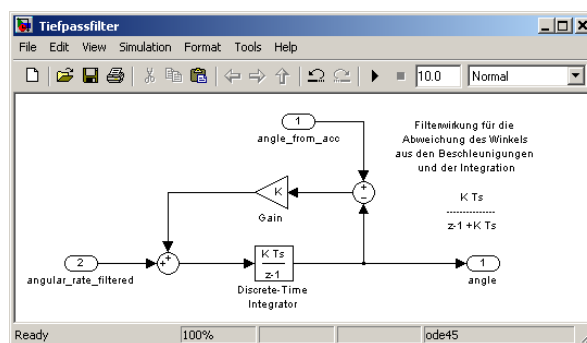 Tiefpassfilter
File Edit View Simulation Format Tools Help
10.0 Normal
1
angle_from_acc
Filterwirkung für die
Abweichung des Winkels
aus den Beschleunigungen
und der Integration
K Ts
---------------
z-1 +K Ts
+
−
K
Gain
2
angular_rate_filtered
+
+
K Ts
z-1
Discrete-Time
Integrator
1
angle
Ready 100% ode45